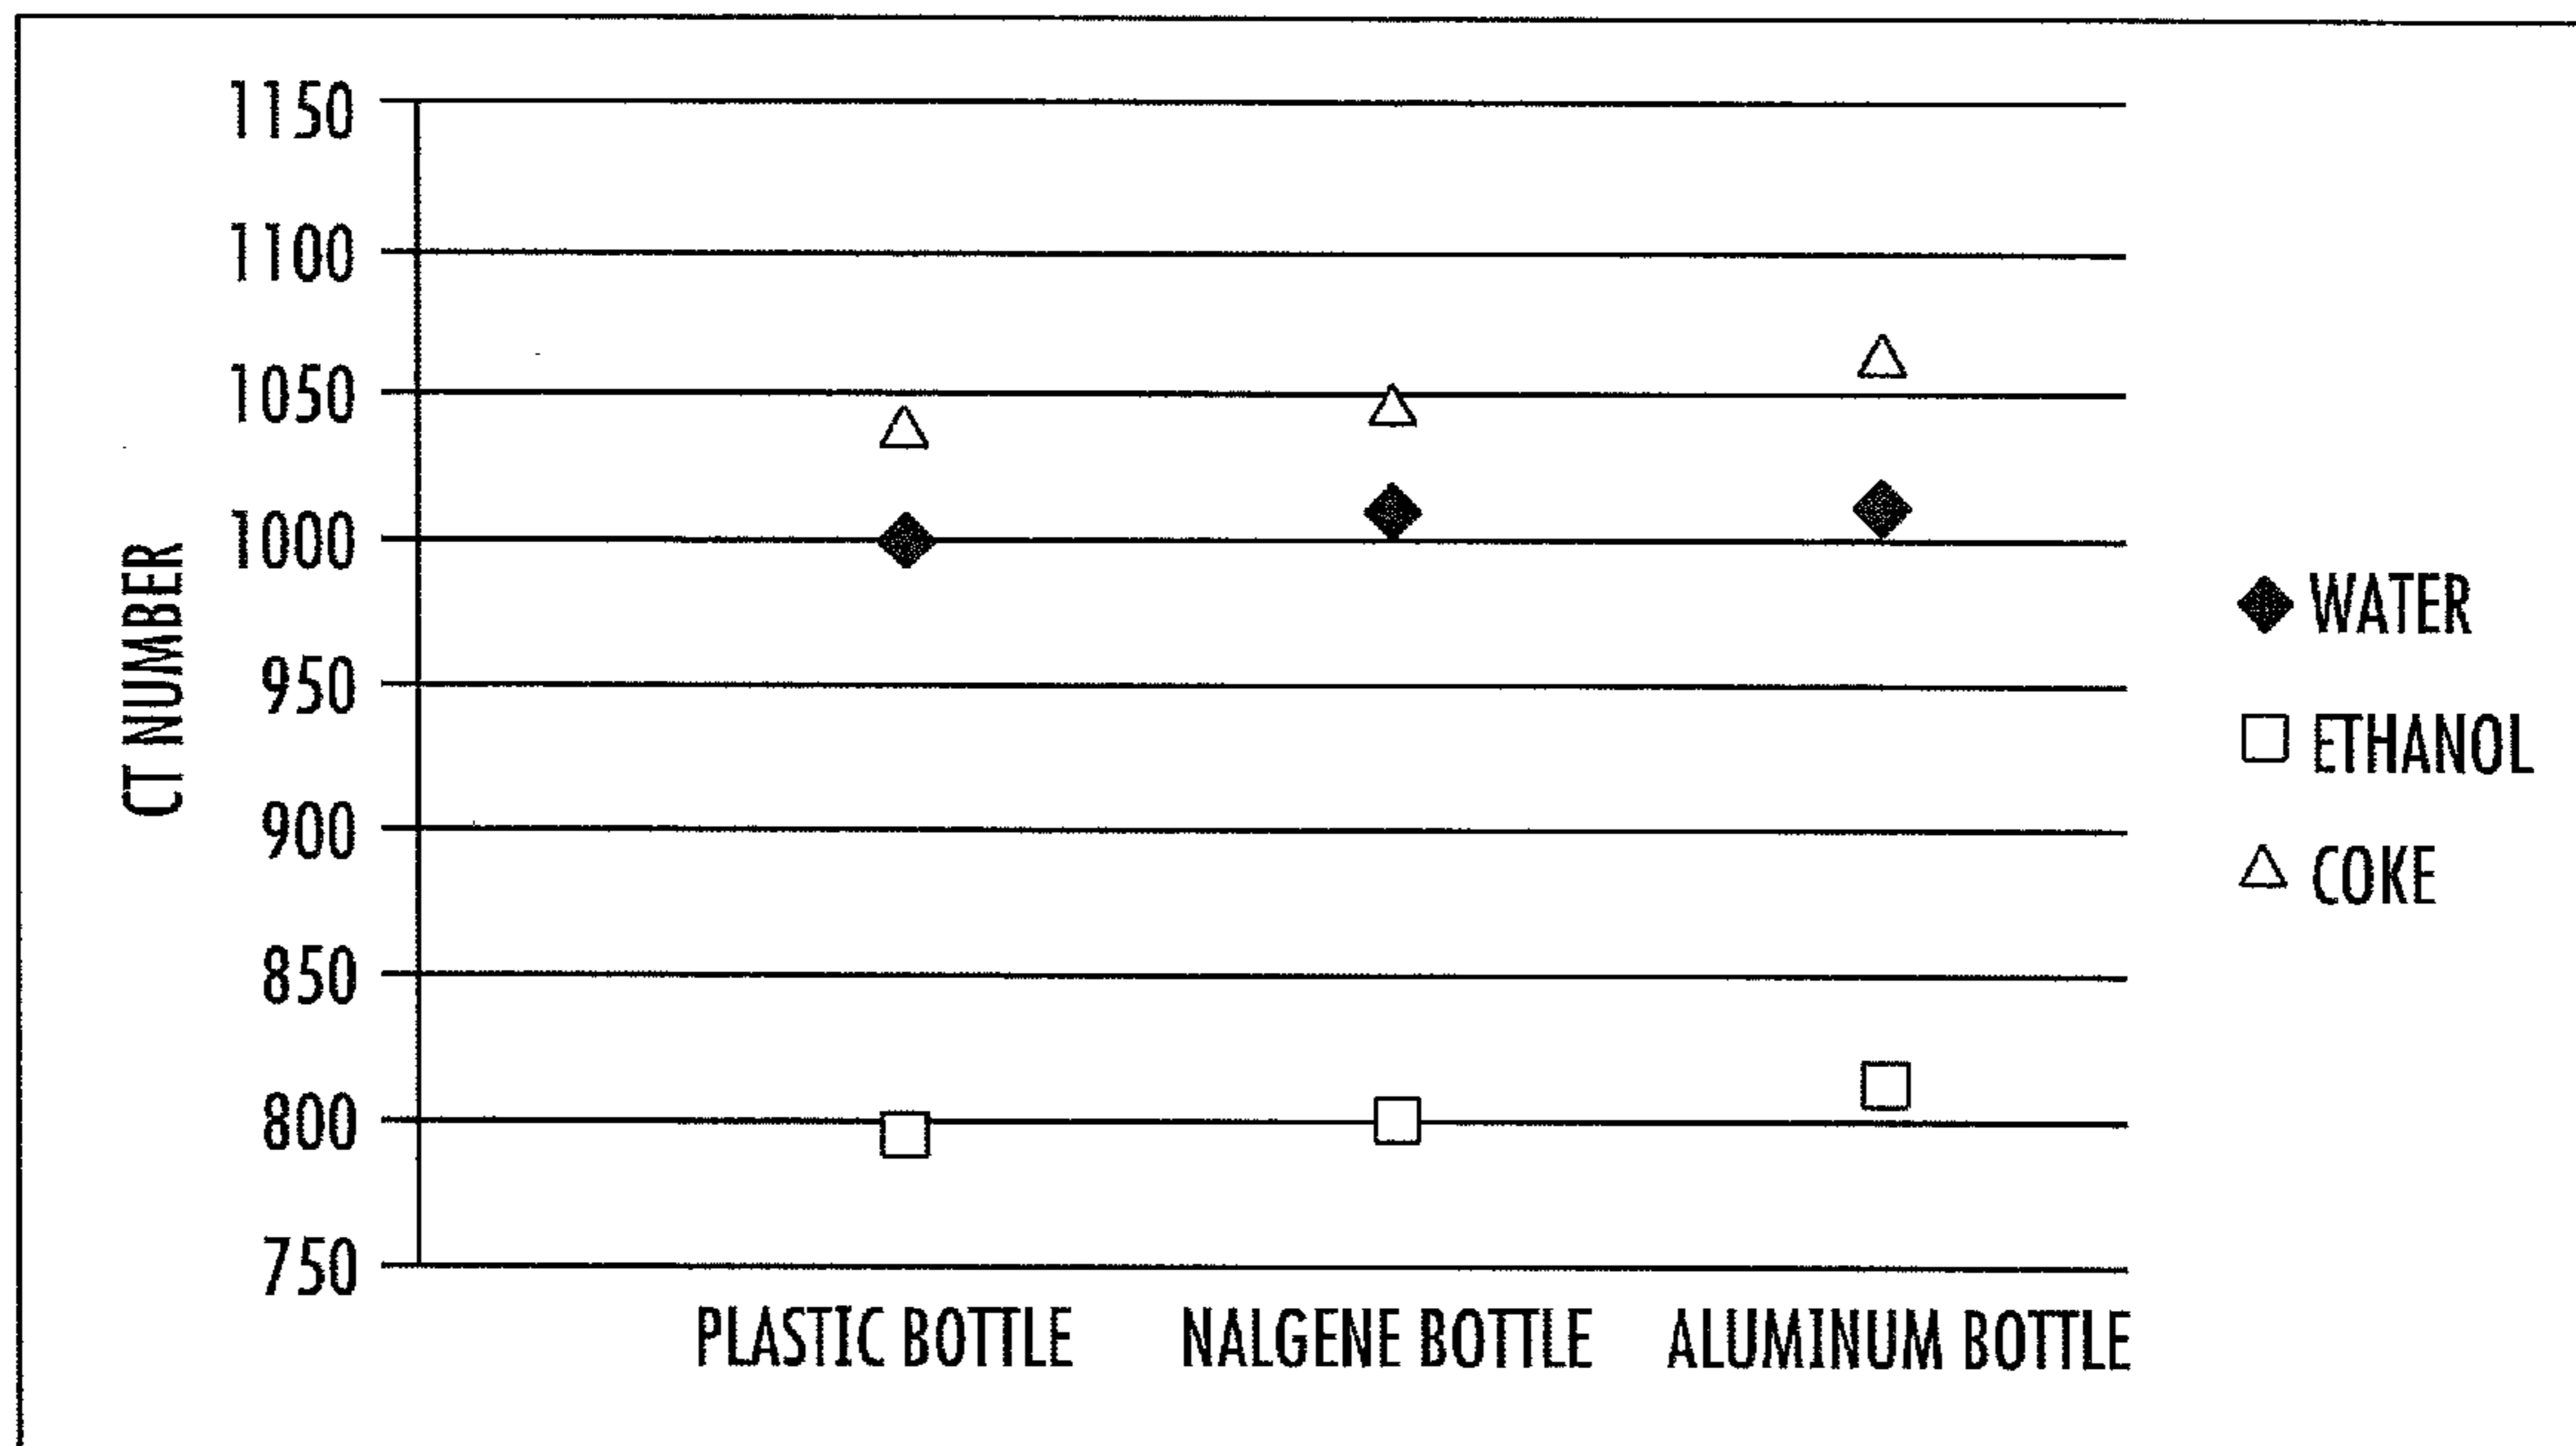 1150
1100
1050
1000
950
900
850
800
750
CT NUMBER
PLASTIC BOTTLE NALGENE BOTTLE ALUMINUM BOTTLE
WATER
ETHANOL
COKE